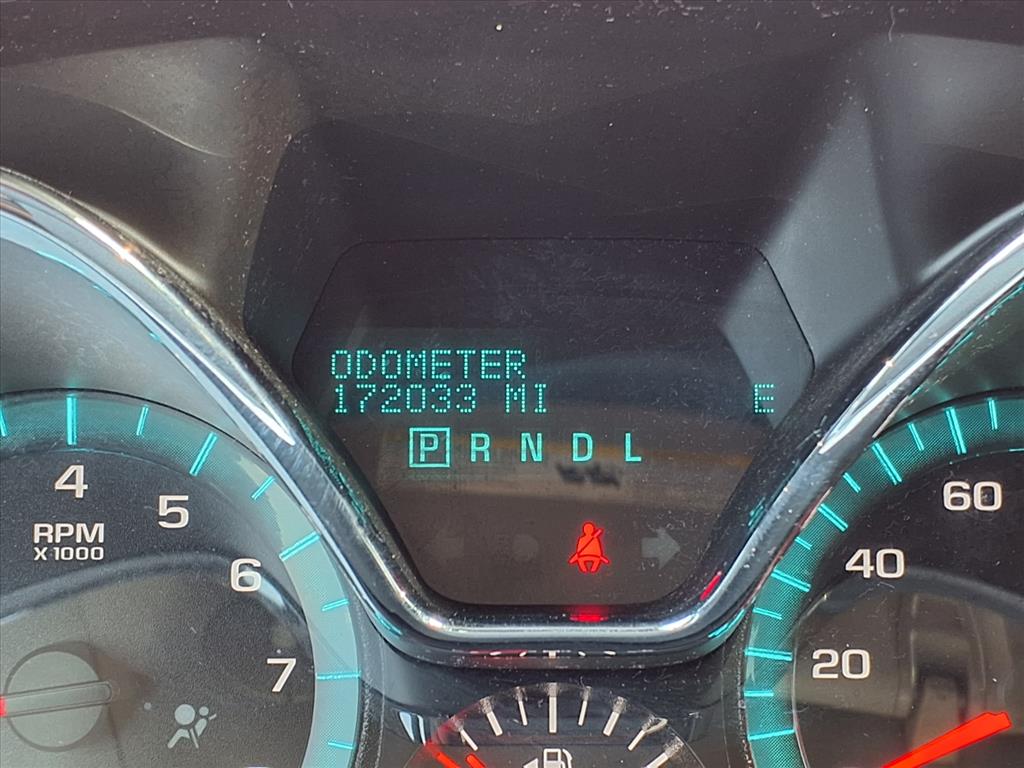 ODOMETER
172033 MI E
P R N D L
4
5
RPM
X1000
6
7
60
40
20